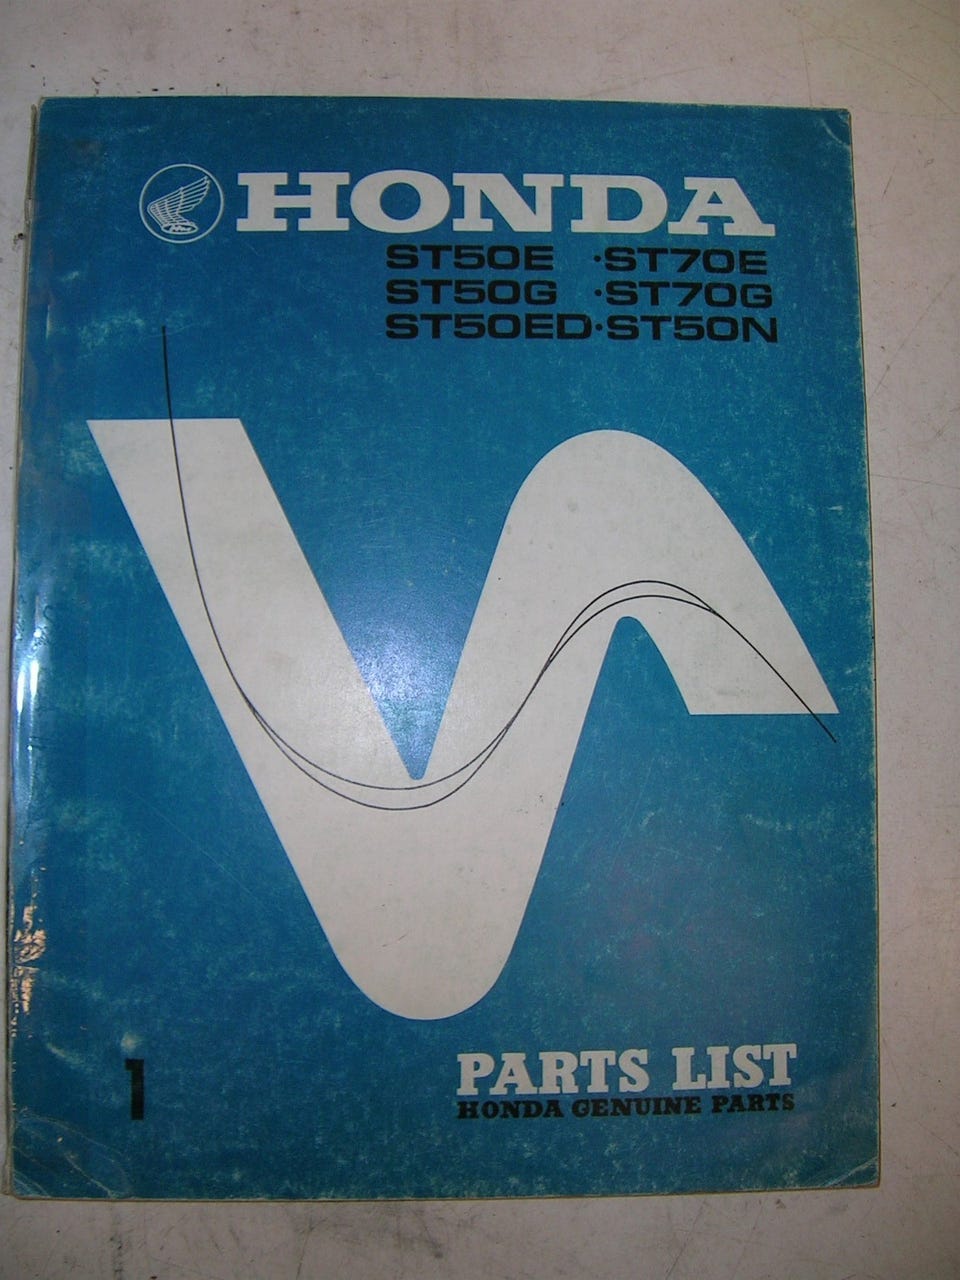 HONDA
ST50E ·ST70E
ST50G ·ST70G
ST50ED·ST50N
1
PARTS LIST
HONDA GENUINE PARTS